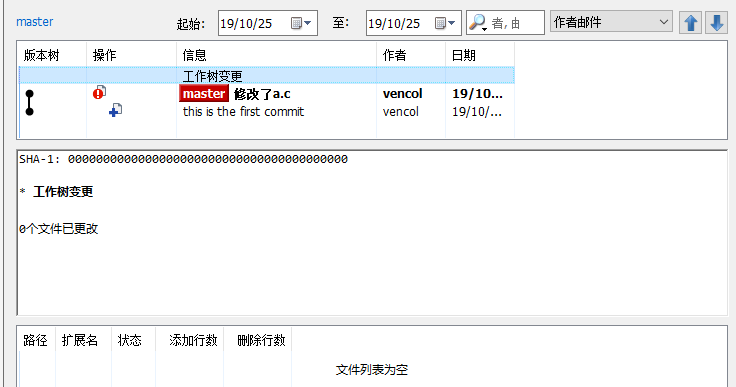 master 起始: 19/10/25 至: 19/10/25 者, 由 作者邮件
版本树 操作 信息 作者 日期
工作树变更
master 修改了a.c vencol 19/10...
this is the first commit vencol 19/10/...
SHA-1: 0000000000000000000000000000000000000000
* 工作树变更
0个文件已更改
路径 扩展名 状态 添加行数 删除行数
文件列表为空